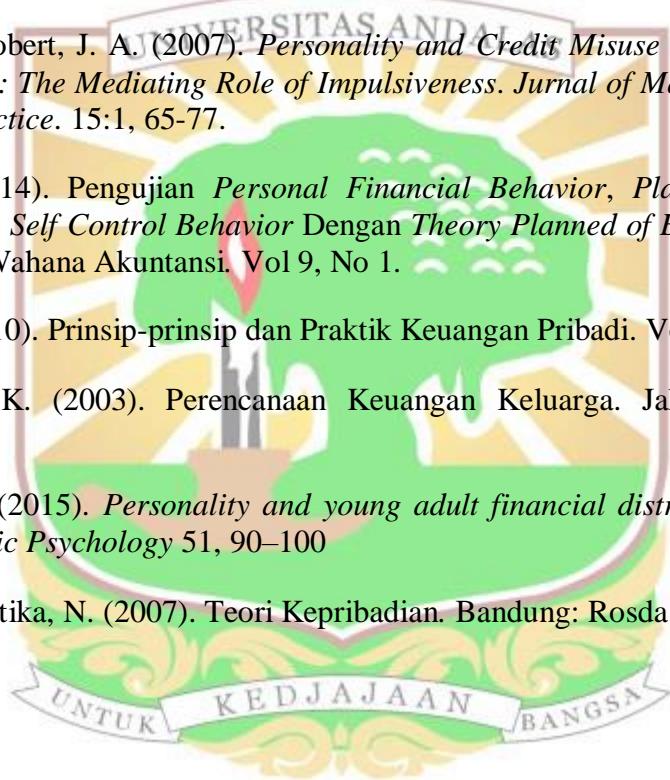 UNIVERSITAS ANDALAS
obert, J. A. (2007). Personality and Credit Misuse
: The Mediating Role of Impulsiveness. Jurnal of Ma
ctice. 15:1, 65-77.
14). Pengujian Personal Financial Behavior, Pla
Self Control Behavior Dengan Theory Planned of B
Wahana Akuntansi. Vol 9, No 1.
10). Prinsip-prinsip dan Praktik Keuangan Pribadi. V
K. (2003). Perencanaan Keuangan Keluarga. Ja
(2015). Personality and young adult financial distr
ic Psychology 51, 90–100
tika, N. (2007). Teori Kepribadian. Bandung: Rosda
UNTUK KEDJAJAAN BANGSA